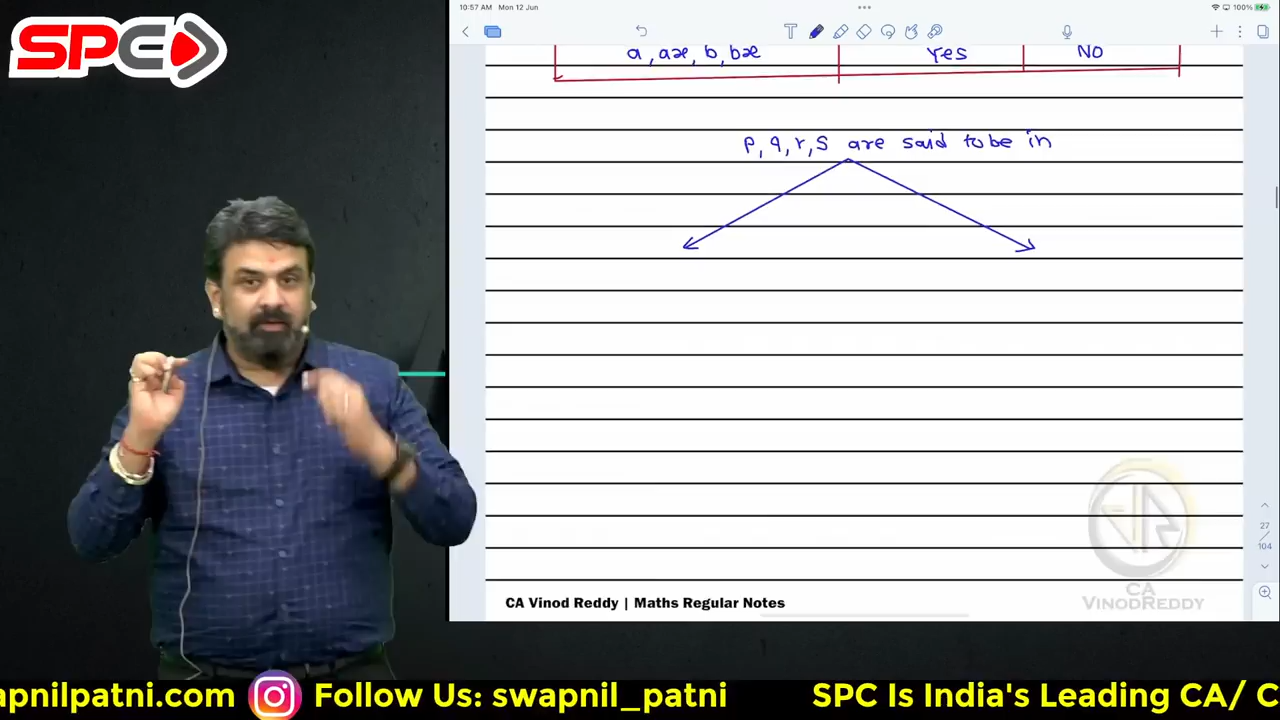 10:57 AM Mon 12 Jun
100%
SPC
T
a, ax, b, bx Yes No
p, q, r, s are said to be in
27
104
CA
VINODREDDY
CA Vinod Reddy | Maths Regular Notes
apnilpatni.com Follow Us: swapnil_patni SPC Is India's Leading CA/ C